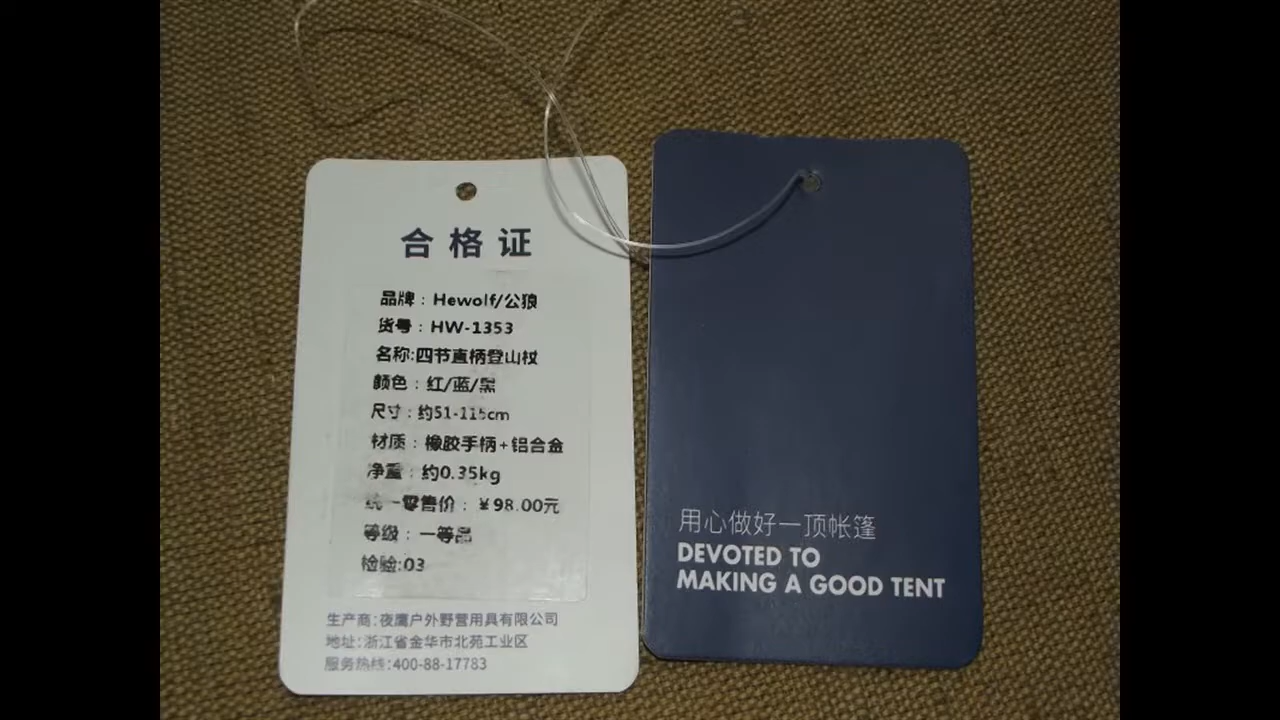 合格证
品牌：Hewolf/公狼
货号：HW-1353
名称:四节直柄登山杖
颜色：红/蓝/黑
尺寸：约51-115cm
材质：橡胶手柄+铝合金
净重：约0.35kg
统一零售价：¥98.00元
等级：一等品
检验:03
生产商:夜鹰户外野营用具有限公司
地址:浙江省金华市北苑工业区
服务热线:400-88-17783
用心做好一顶帐篷
DEVOTED TO
MAKING A GOOD TENT